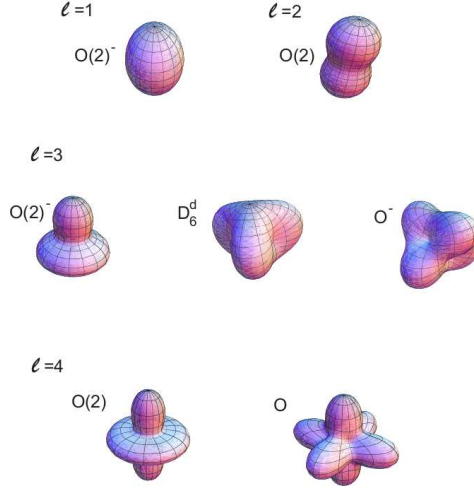 ℓ=1
ℓ=2
O(2)⁻
O(2)
ℓ=3
O(2)⁻
D₆ᵈ
O⁻
ℓ=4
O(2)
O